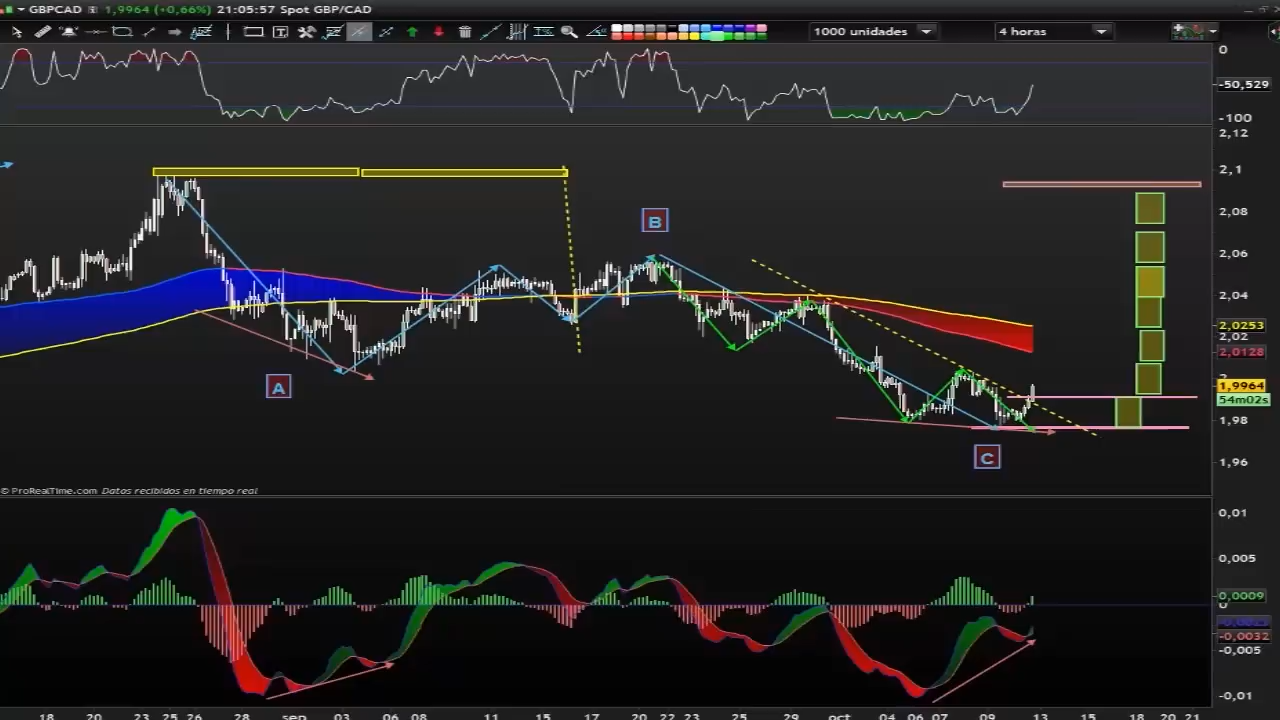 GBPCAD 1,9964 (+0,66%) 21:05:57 Spot GBP/CAD
1000 unidades 4 horas
0
-50,529
-100
2,12
2,1
2,08
B
2,06
2,04
2,0253
2,02
2,0128
2
A
1,9964
54m02s
1,98
C
1,96
© ProRealTime.com Datos recibidos en tiempo real
0,01
0,005
0,0009
0
-0,0032
-0,005
-0,01
18 20 23 25 26 28 sep 03 06 08 11 15 17 20 22 23 25 29 oct 04 06 07 09 13 15 18 20 21